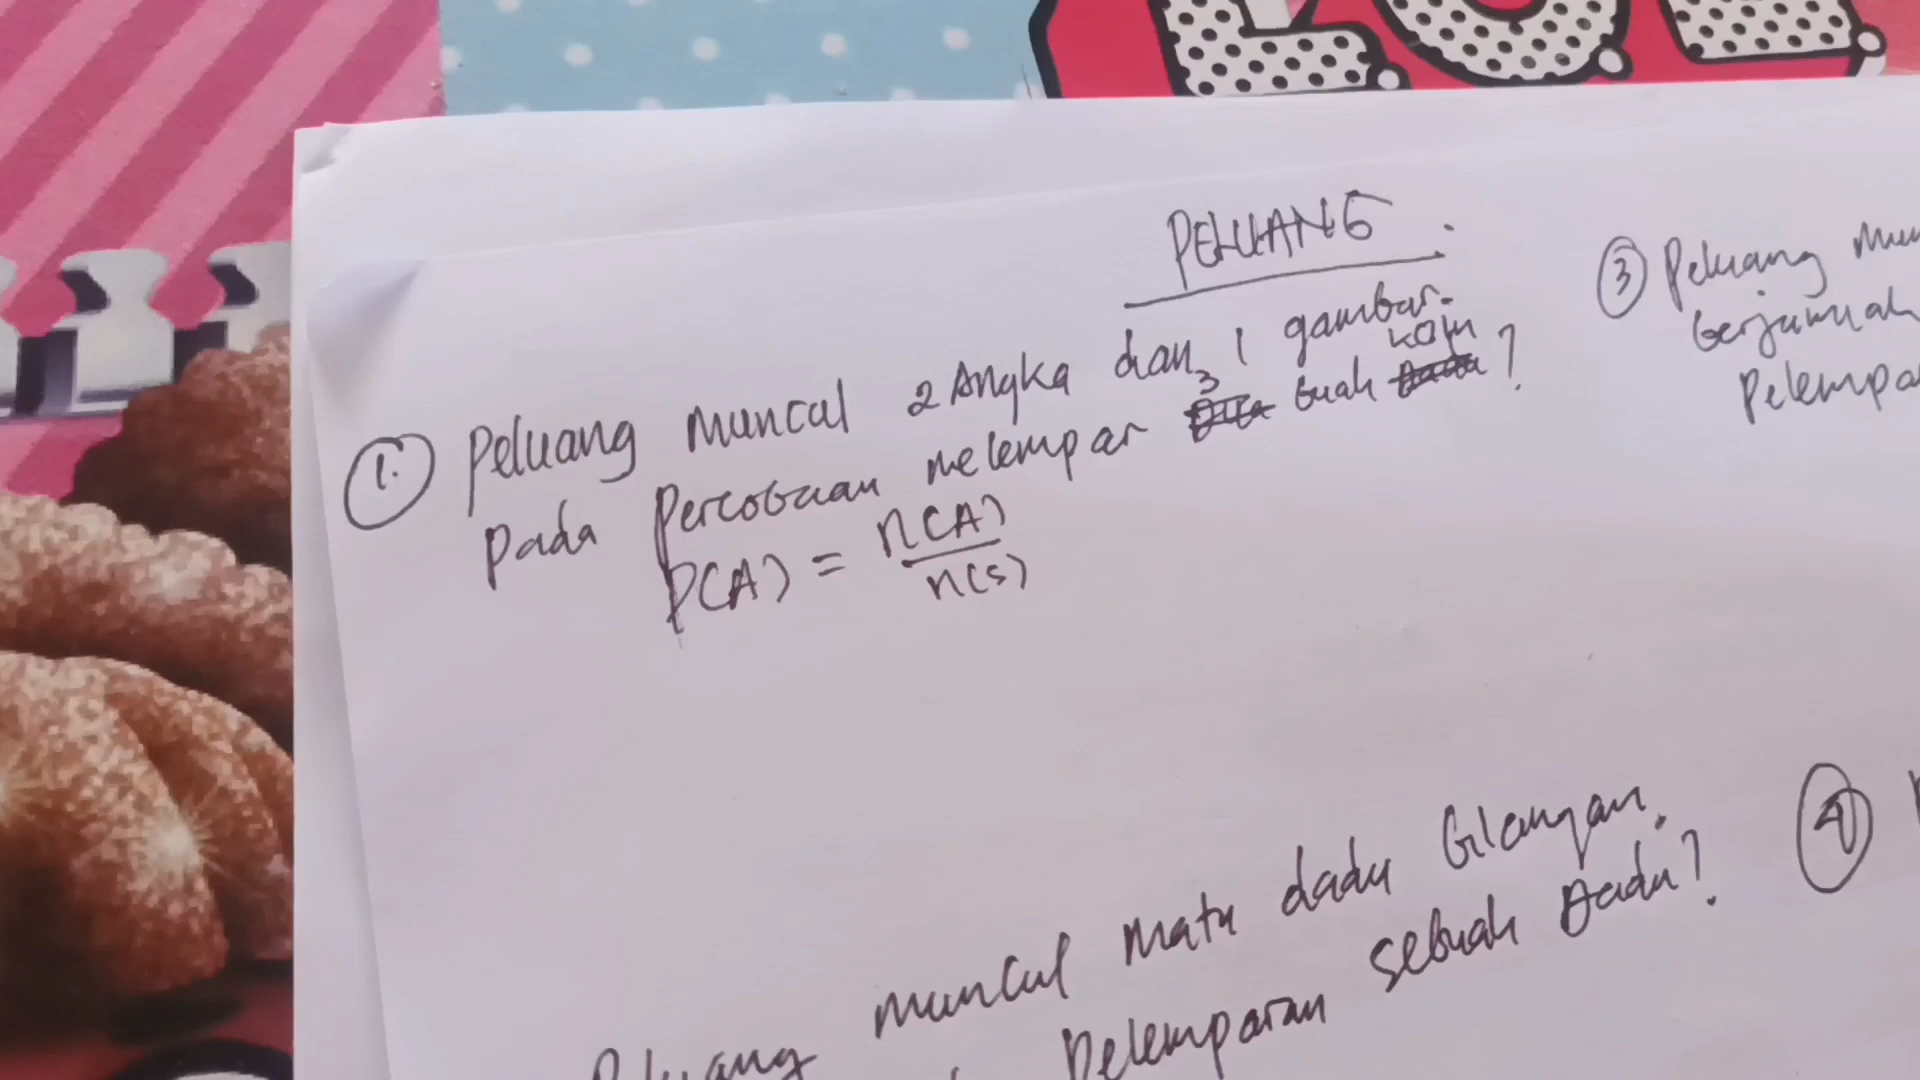 PELUANG
1. Peluang muncul 2 Angka dan 1 gambar.
pada percobaan melempar 3 buah koin ?
P(A) = n(A)
n(s)
muncul mata dadu bilangan.
Pelemparan sebuah Dadu?
3 Peluang
berjumlah
4